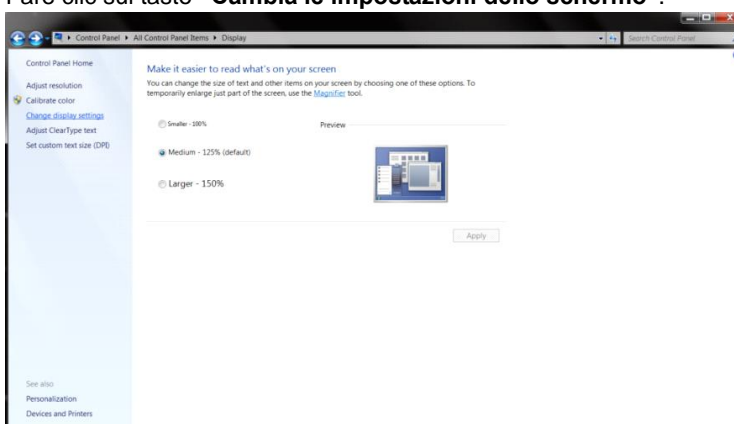 Fare clic sul tasto "Cambia le impostazioni dello schermo".
Control Panel ▸ All Control Panel Items ▸ Display
Search Control Panel
Control Panel Home
Adjust resolution
Calibrate color
Change display settings
Adjust ClearType text
Set custom text size (DPI)
Make it easier to read what's on your screen
You can change the size of text and other items on your screen by choosing one of these options. To
temporarily enlarge just part of the screen, use the Magnifier tool.
Smaller - 100%
Preview
Medium - 125% (default)
Larger - 150%
Apply
See also
Personalization
Devices and Printers